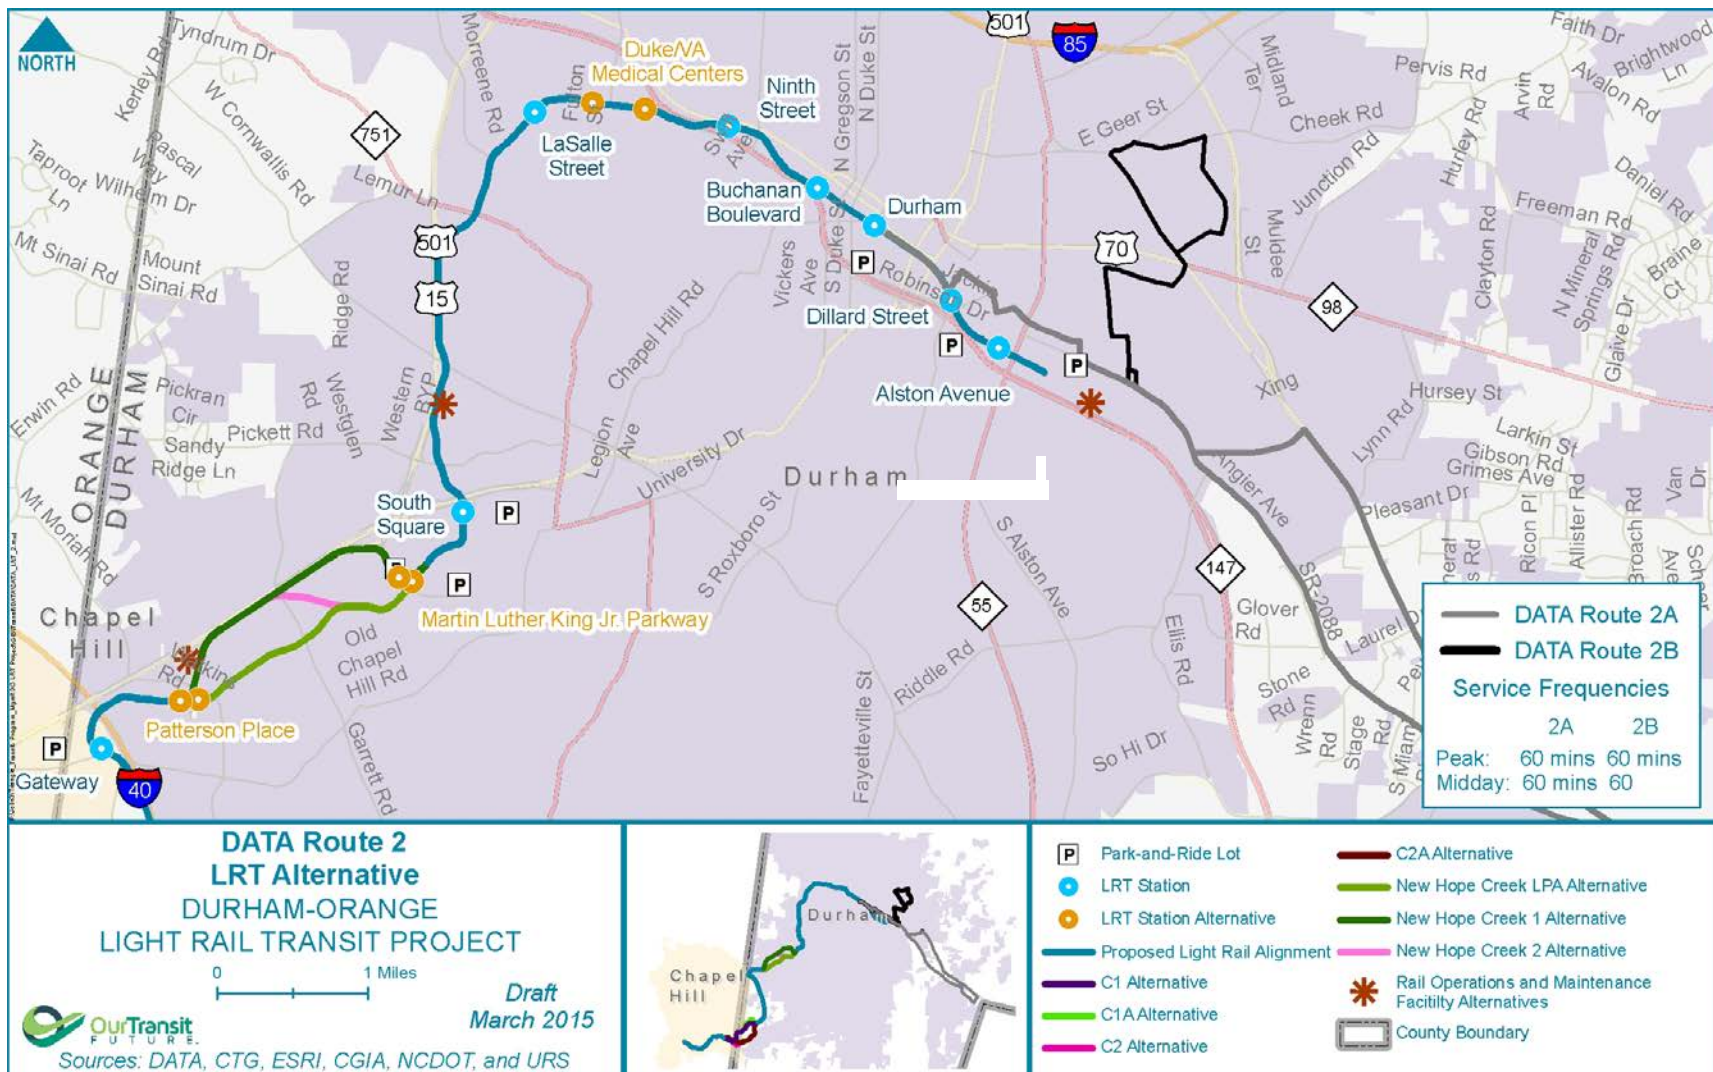 NORTH
Kerley Rd
Tyndrum Dr
W Cornwallis Rd
Pascal
Way
Taproot
Ln
Wilhelm Dr
Mt Sinai Rd
Mount
Sinai Rd
751
Lemur Ln
Morreene Rd
Fulton
St
Duke/VA
Medical Centers
LaSalle
Street
Ninth
Street
Ave
Buchanan
Boulevard
N Gregson St
N Duke St
Durham
501
85
Midland
Ter
E Geer St
Cheek Rd
Pervis Rd
Faith Dr
Brightwood
Ln
Avalon Rd
Arvin
Rd
Hurley Rd
Junction Rd
Daniel Rd
Freeman Rd
Clayton Rd
N Mineral
Springs Rd
Braine
Ct
Glaive Dr
Muldee
St
70
98
501
15
Ridge Rd
Vickers
Ave
S Duke St
P
Robinson
Dr
Dillard Street
P
Alston Avenue
P
Chapel Hill Rd
ORANGE
DURHAM
Erwin Rd
Pickran
Cir
Sandy
Ridge Ln
Pickett Rd
Westglen
Rd
Western
BYP
Legion
Ave
University Dr
Durham
Xing
Hursey St
Lynn Rd
Larkin St
Gibson Rd
Grimes Ave
Pleasant Dr
Angier Ave
Van
Dr
Ricon Pl
Allister Rd
Broach Rd
Mt Moriah Rd
South
Square
P
P
P
S Roxboro St
S Alston Ave
147
55
SR-2088
Glover
Rd
Laurel
Ellis Rd
Stone
Rd
Wrenn
Rd
Stage
Rd
S Miami
Chapel
Hill
Martin Luther King Jr. Parkway
Old
Chapel
Hill Rd
Riddle Rd
Fayetteville St
So Hi Dr
Garrett Rd
Patterson Place
P
Gateway
40
DATA Route 2A
DATA Route 2B
Service Frequencies
2A 2B
Peak: 60 mins 60 mins
Midday: 60 mins 60
DATA Route 2
LRT Alternative
DURHAM-ORANGE
LIGHT RAIL TRANSIT PROJECT
0 1 Miles
Draft
March 2015
OurTransit
FUTURE
Sources: DATA, CTG, ESRI, CGIA, NCDOT, and URS
Durham
Chapel
Hill
P Park-and-Ride Lot
LRT Station
LRT Station Alternative
Proposed Light Rail Alignment
C1 Alternative
C1A Alternative
C2 Alternative
C2A Alternative
New Hope Creek LPA Alternative
New Hope Creek 1 Alternative
New Hope Creek 2 Alternative
Rail Operations and Maintenance
Facilty Alternatives
County Boundary